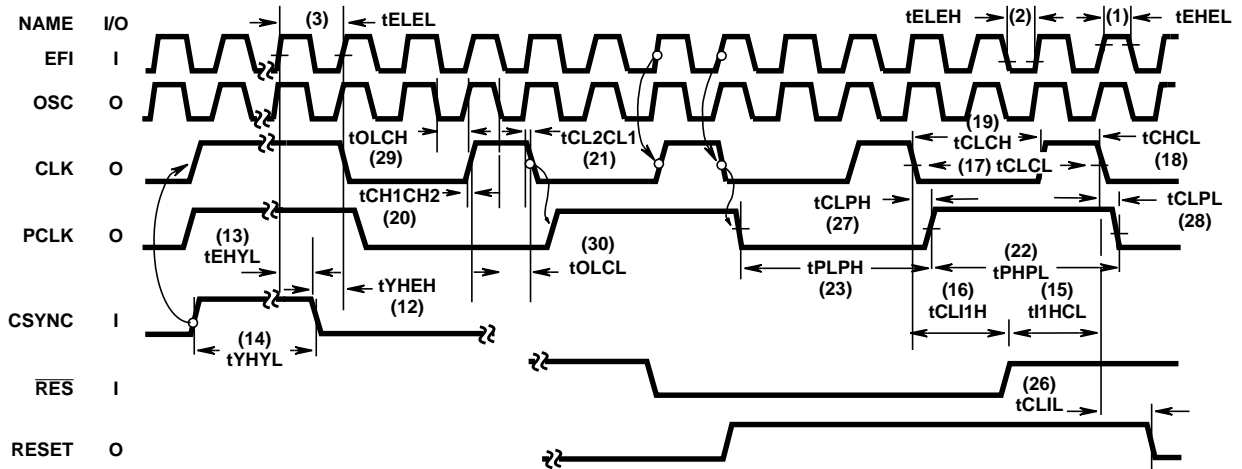 NAME I/O (3) tELEL tELEH (2) (1) tEHEL
EFI I
OSC O
tOLCH (29) tCL2CL1 (21) (19) tCLCH tCHCL (18)
CLK O (17) tCLCL
tCH1CH2 (20) tCLPH (27) tCLPL (28)
PCLK O
(13) tEHYL (30) tOLCL
tYHEH (12) tPLPH (23) (22) tPHPL
CSYNC I (16) tCLI1H (15) tI1HCL
(14) tYHYL
RES I (26) tCLIL
RESET O